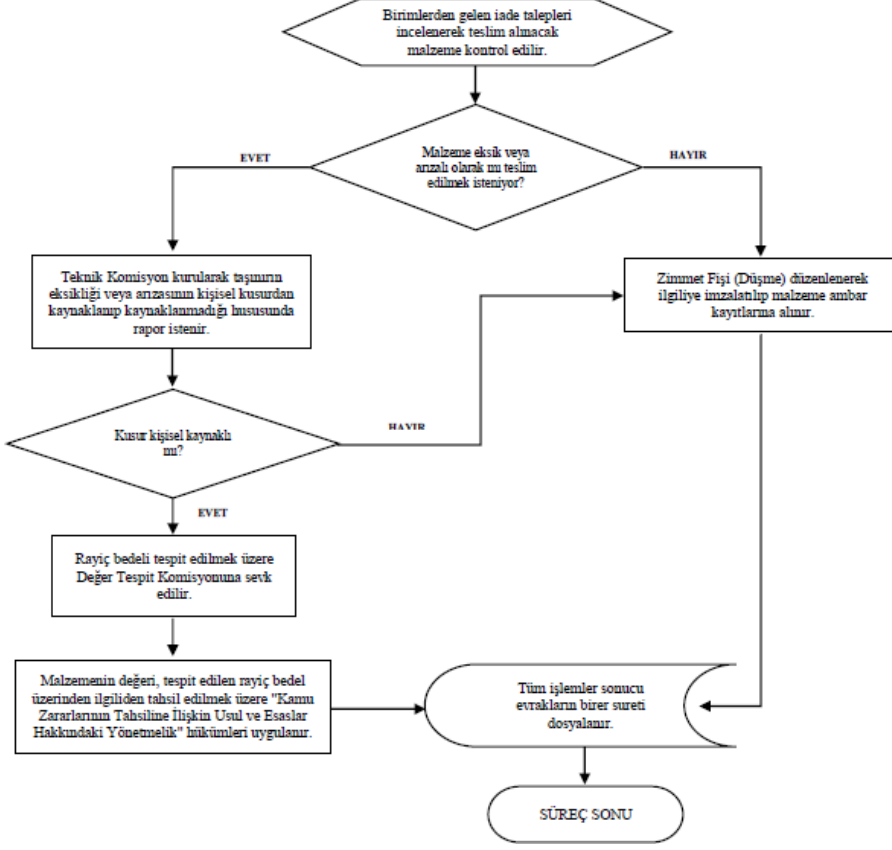 Birimlerden gelen iade talepleri
incelenerek teslim alınacak
malzeme kontrol edilir.
EVET
HAYIR
Malzeme eksik veya
arızalı olarak mı teslim
edilmek isteniyor?
Teknik Komisyon kurularak taşınırın
eksikliği veya arızasının kişisel kusurdan
kaynaklanıp kaynaklanmadığı hususunda
rapor istenir.
Zimmet Fişi (Düşme) düzenlenerek
ilgiliye imzalatılıp malzeme ambar
kayıtlarına alınır.
Kusur kişisel kaynaklı
mı?
HAYIR
EVET
Rayiç bedeli tespit edilmek üzere
Değer Tespit Komisyonuna sevk
edilir.
Malzemenin değeri, tespit edilen rayiç bedel
üzerinden ilgiliden tahsil edilmek üzere "Kamu
Zararlarının Tahsiline İlişkin Usul ve Esaslar
Hakkındaki Yönetmelik" hükümleri uygulanır.
Tüm işlemler sonucu
evrakların birer sureti
dosyalanır.
SÜREÇ SONU